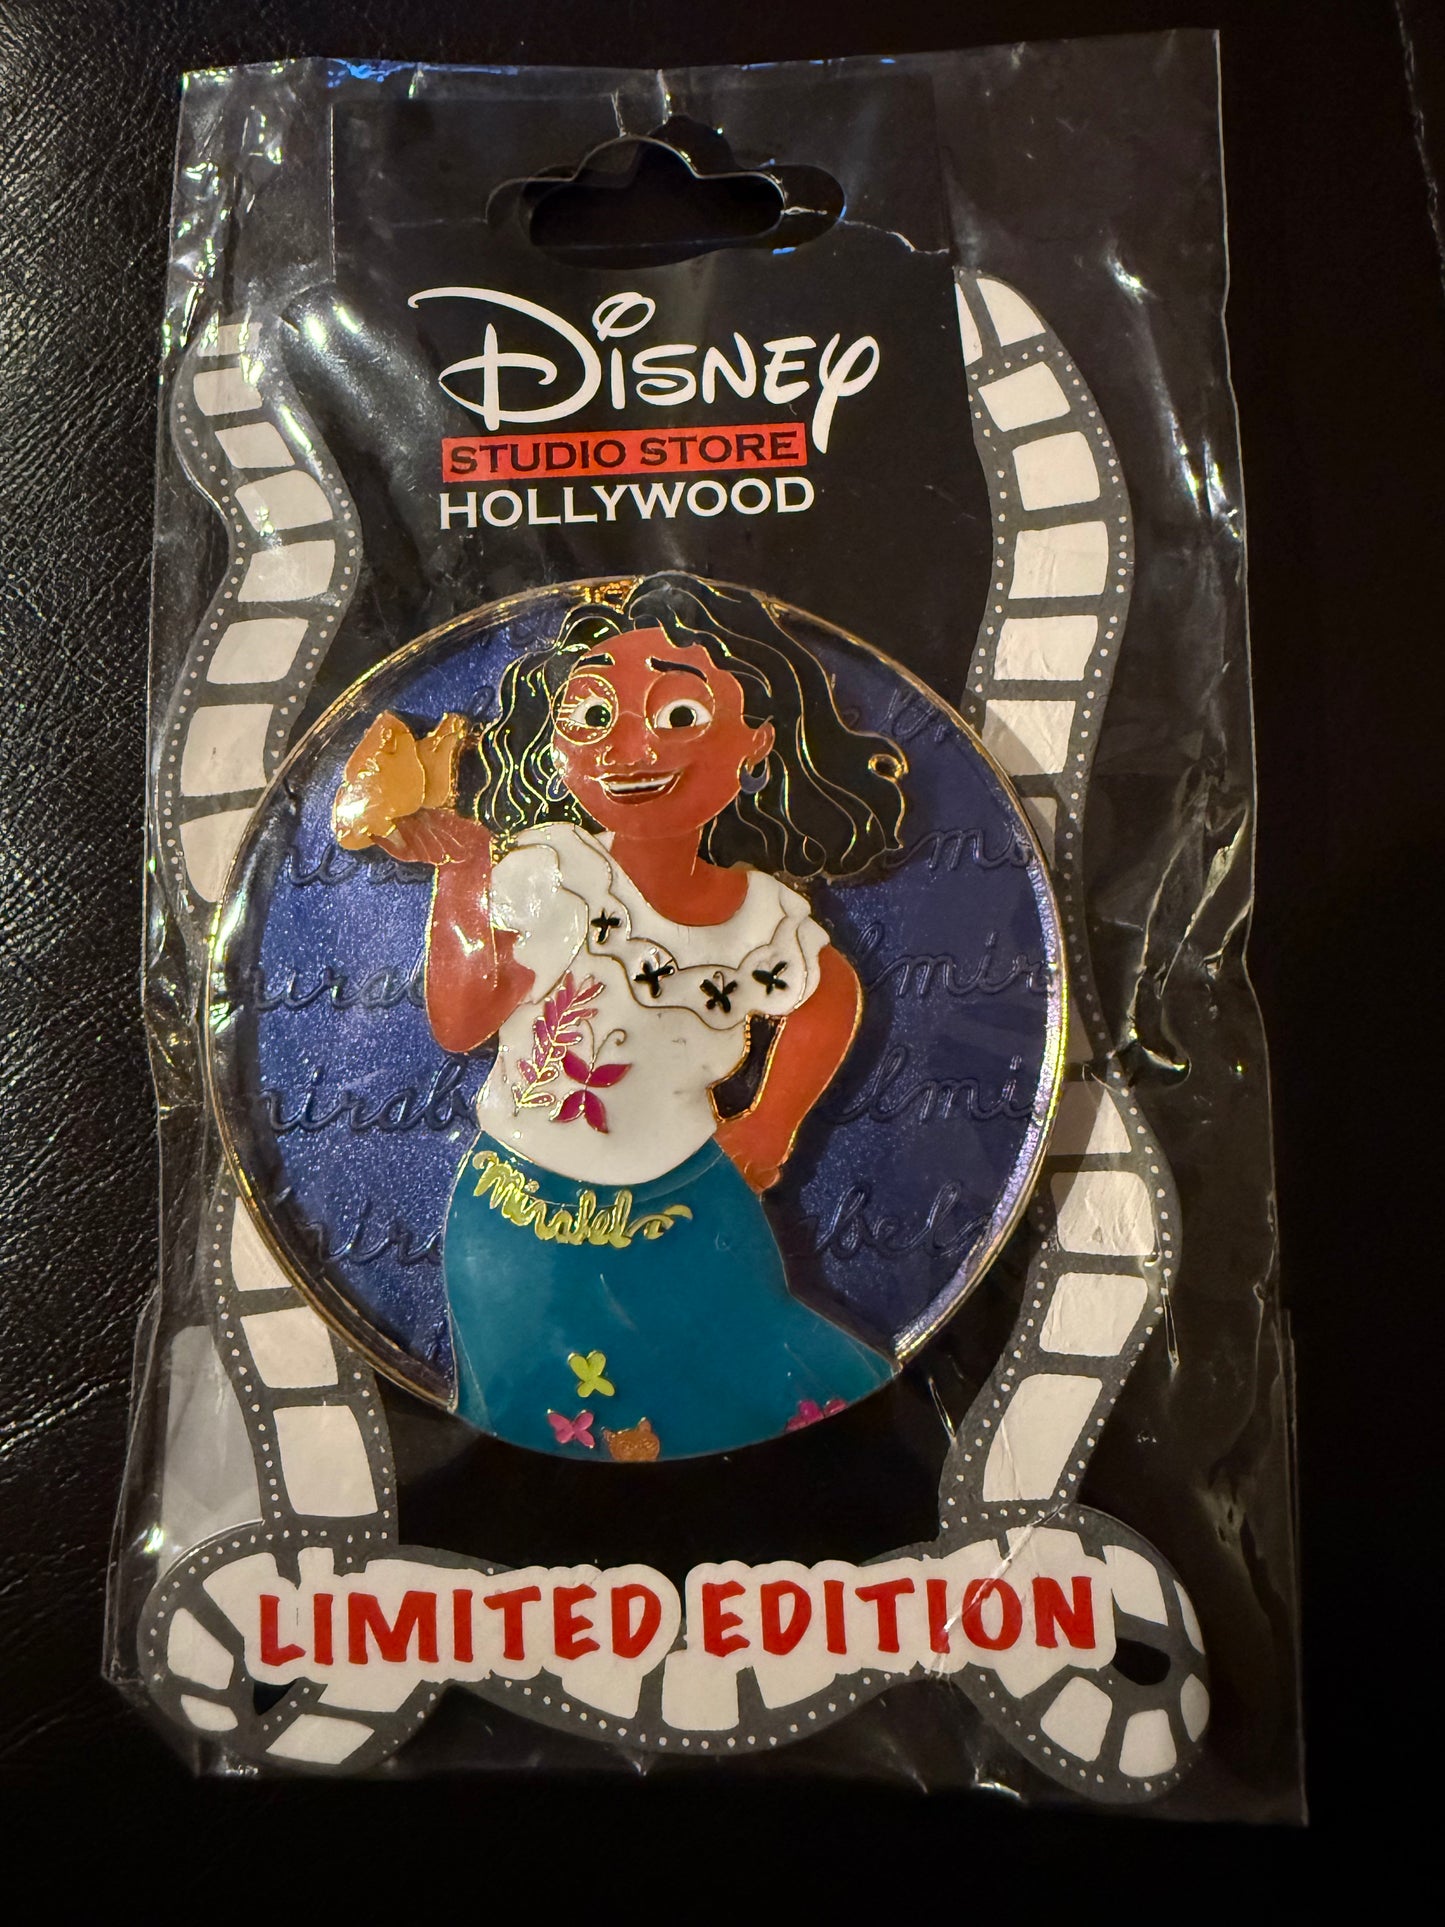 Disney
STUDIO STORE
HOLLYWOOD
Mirabel
LIMITED EDITION